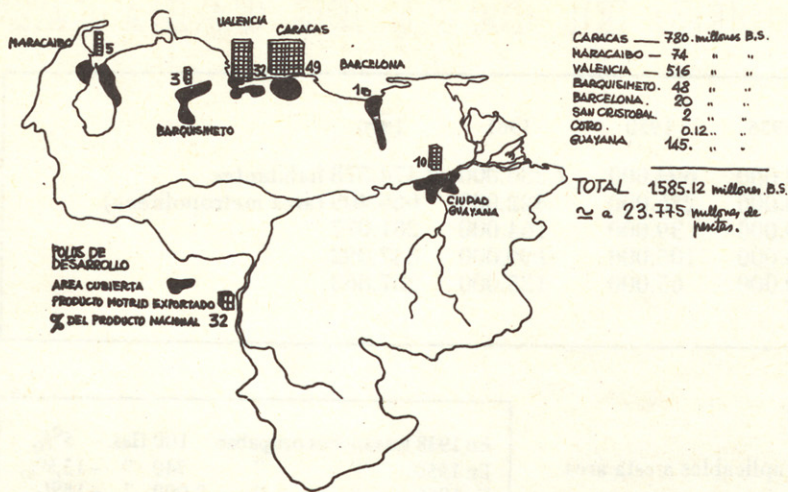 MARACAIBO
5
VALENCIA
32
CARACAS
49
BARCELONA
1
3
BARQUISIMETO
10
CIUDAD
GUAYANA
POLOS DE
DESARROLLO
AREA CUBIERTA
PRODUCTO MOTRID EXPORTADO
% DEL PRODUCTO NACIONAL 32
CARACAS — 780. millones B.S.
MARACAIBO — 74 " "
VALENCIA — 516 " "
BARQUISIMETO. 48 " "
BARCELONA. 20 " "
SAN CRISTOBAL 2 " "
CORO. 0.12.. "
GUAYANA 145. " "
TOTAL 1585.12 millones. B.S.
≃ a 23.775 millones de
pesetas.